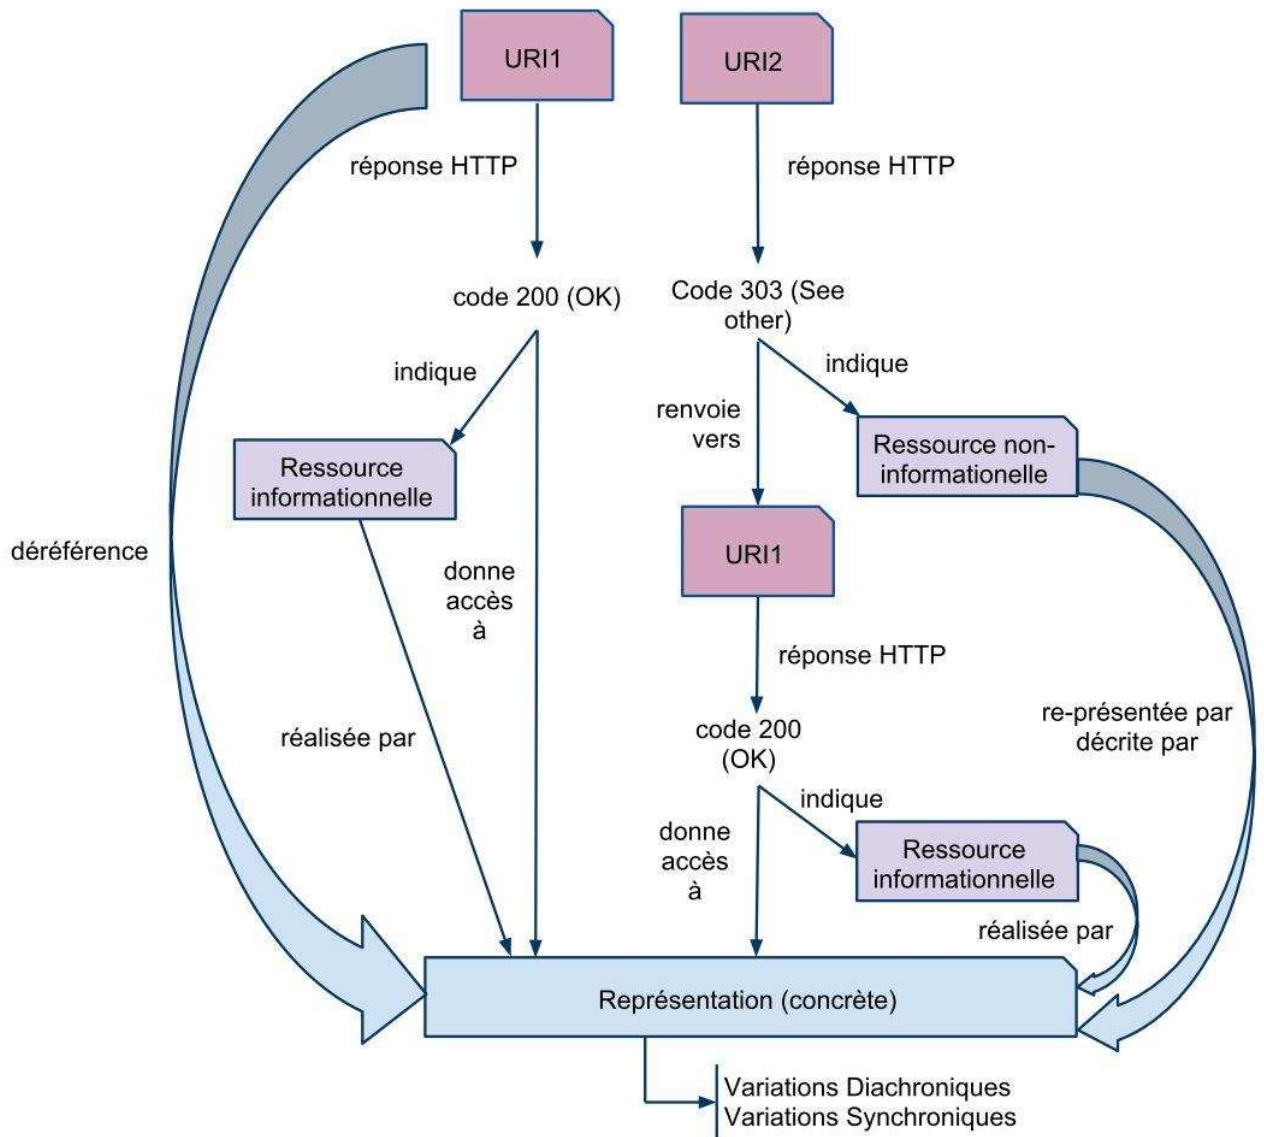 URI1
URI2
réponse HTTP
réponse HTTP
code 200 (OK)
Code 303 (See
other)
indique
indique
renvoie
vers
Ressource
informationnelle
Ressource non-
informationelle
déréférence
donne
accès
à
URI1
réponse HTTP
réalisée par
code 200
(OK)
re-présentée par
décrite par
indique
donne
accès
à
Ressource
informationnelle
réalisée par
Représentation (concrète)
Variations Diachroniques
Variations Synchroniques